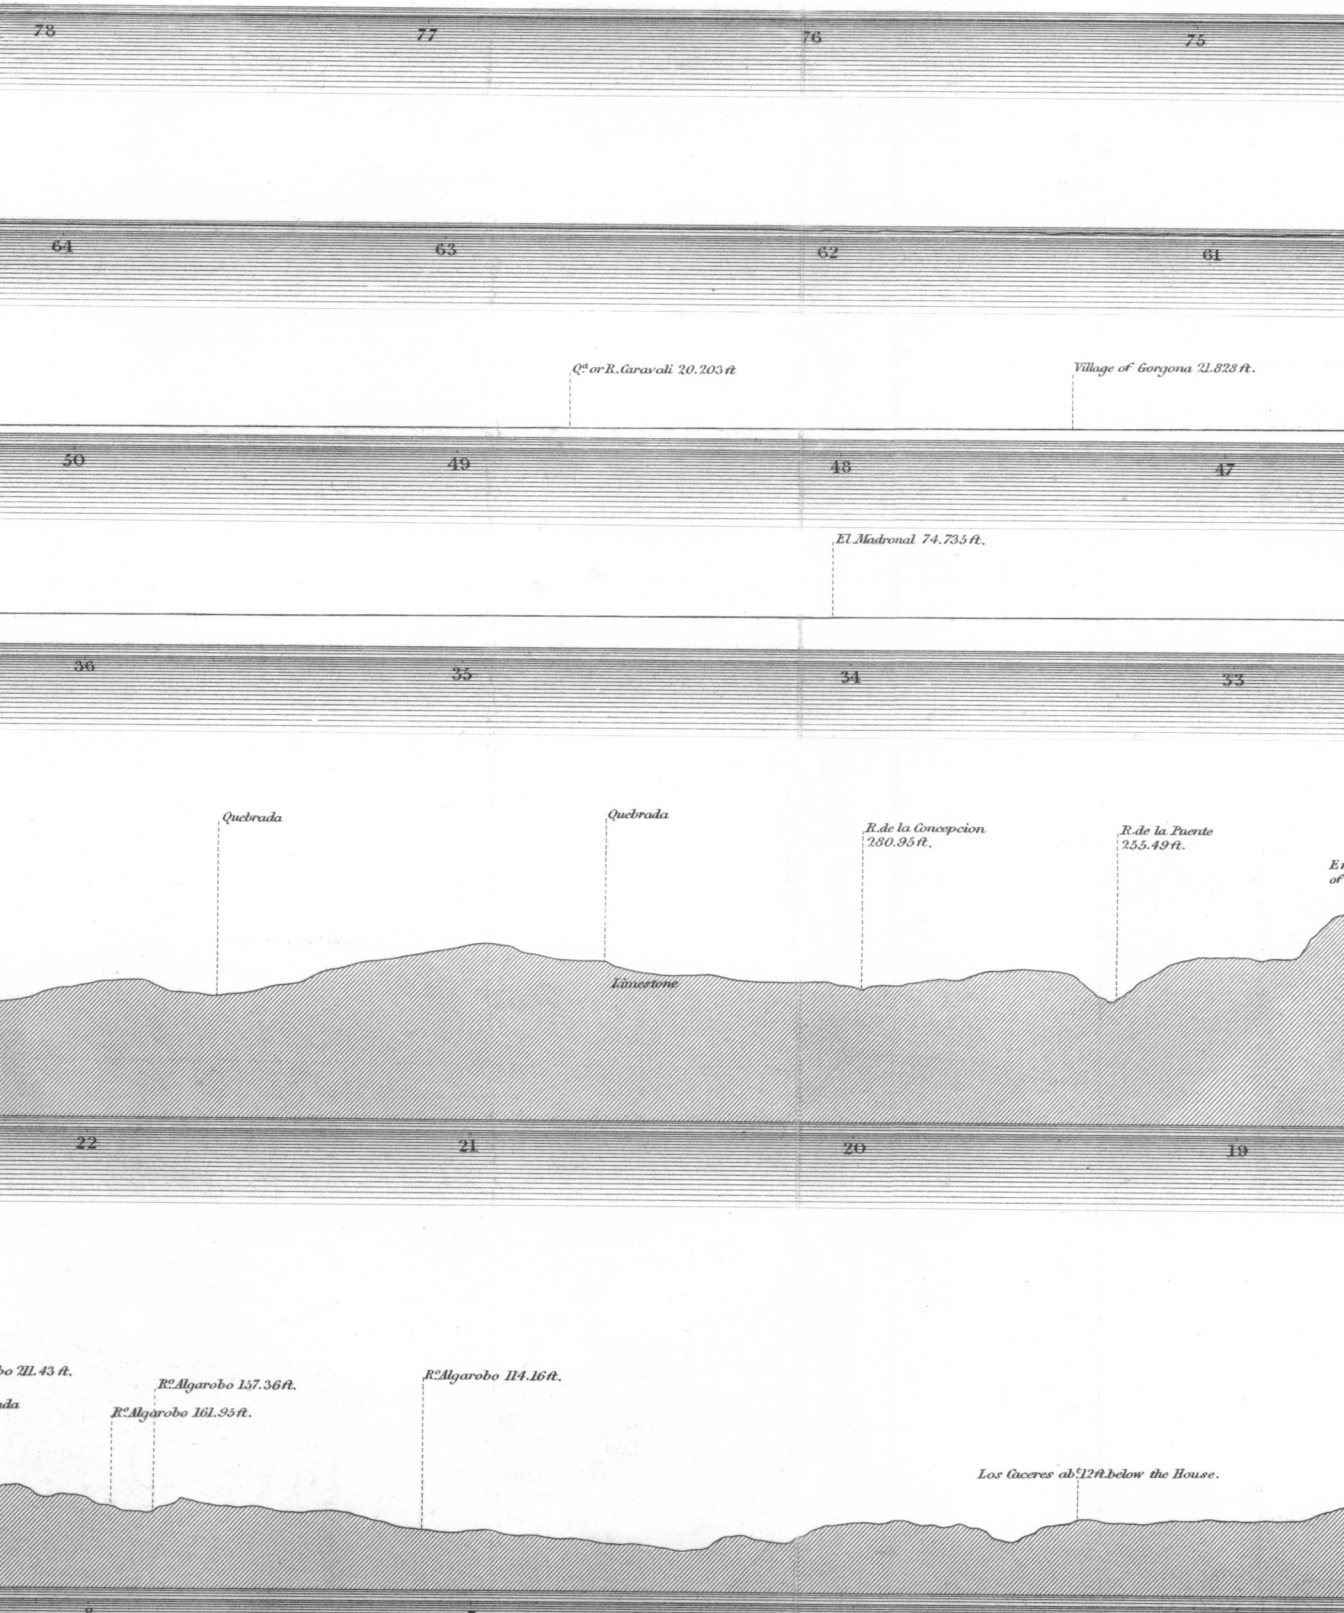 78 77 76 75
64 63 62 61
Qª. or R. Caravali 20.203 ft
Village of Gorgona 21.828 ft.
50 49 48 47
El Madronal 74.735 ft.
36 35 34 33
Quebrada
Quebrada
R. de la Concepcion
280.95 ft.
R. de la Puente
255.49 ft.
of
Limestone
22 21 20 19
bo 211.43 ft.
Rº. Algarobo 157.36 ft.
Rº. Algarobo 114.16 ft.
ada
Rº. Algarobo 161.95 ft.
Los Caceres abᵗ. 12 ft. below the House.
8 7